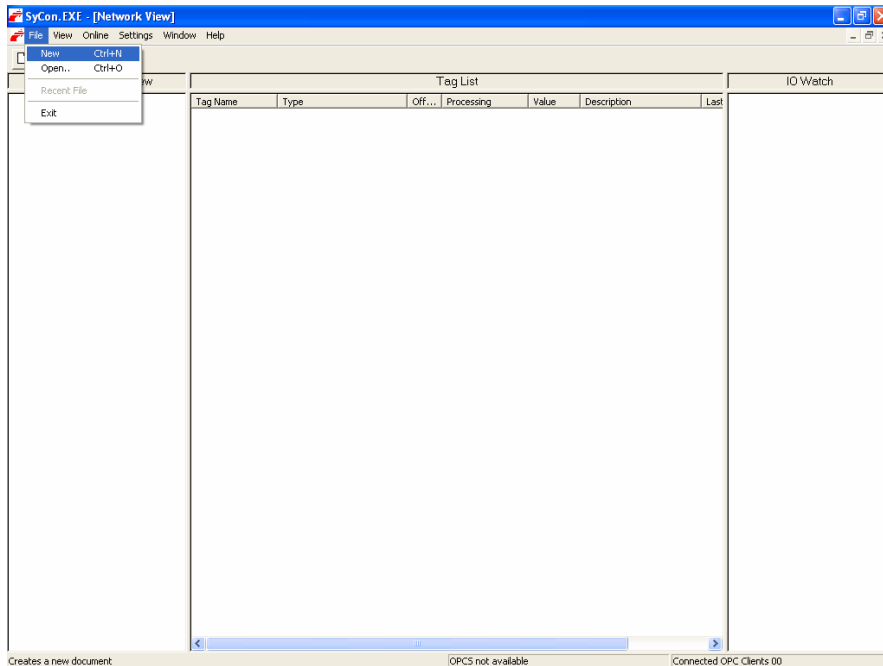 SyCon.EXE - [Network View]
File View Online Settings Window Help
New Ctrl+N
Open.. Ctrl+O
Recent File
Exit
Tag List
IO Watch
Tag Name Type Off... Processing Value Description Last
Creates a new document
OPCS not available
Connected OPC Clients 00